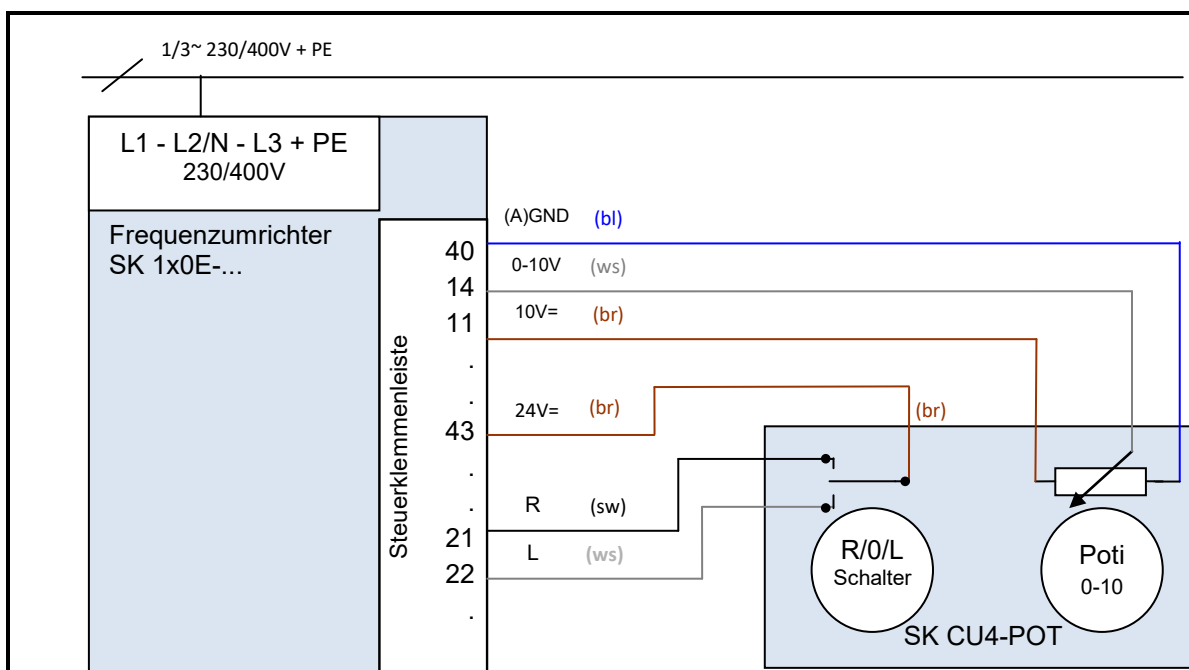 1/3~ 230/400V + PE
L1 - L2/N - L3 + PE
230/400V
Frequenzumrichter
SK 1x0E-...
Steuerklemmenleiste
(A)GND (bl)
40
0-10V (ws)
14
10V= (br)
11
.
.
24V= (br) (br)
43
.
.
R (sw)
21
L (ws)
22
.
R/0/L
Schalter
Poti
0-10
SK CU4-POT